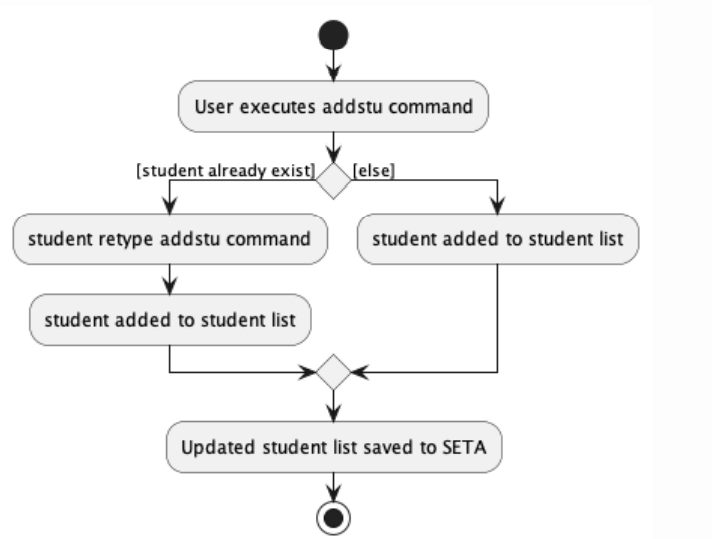 User executes addstu command
[student already exist]
[else]
student retype addstu command
student added to student list
student added to student list
Updated student list saved to SETA